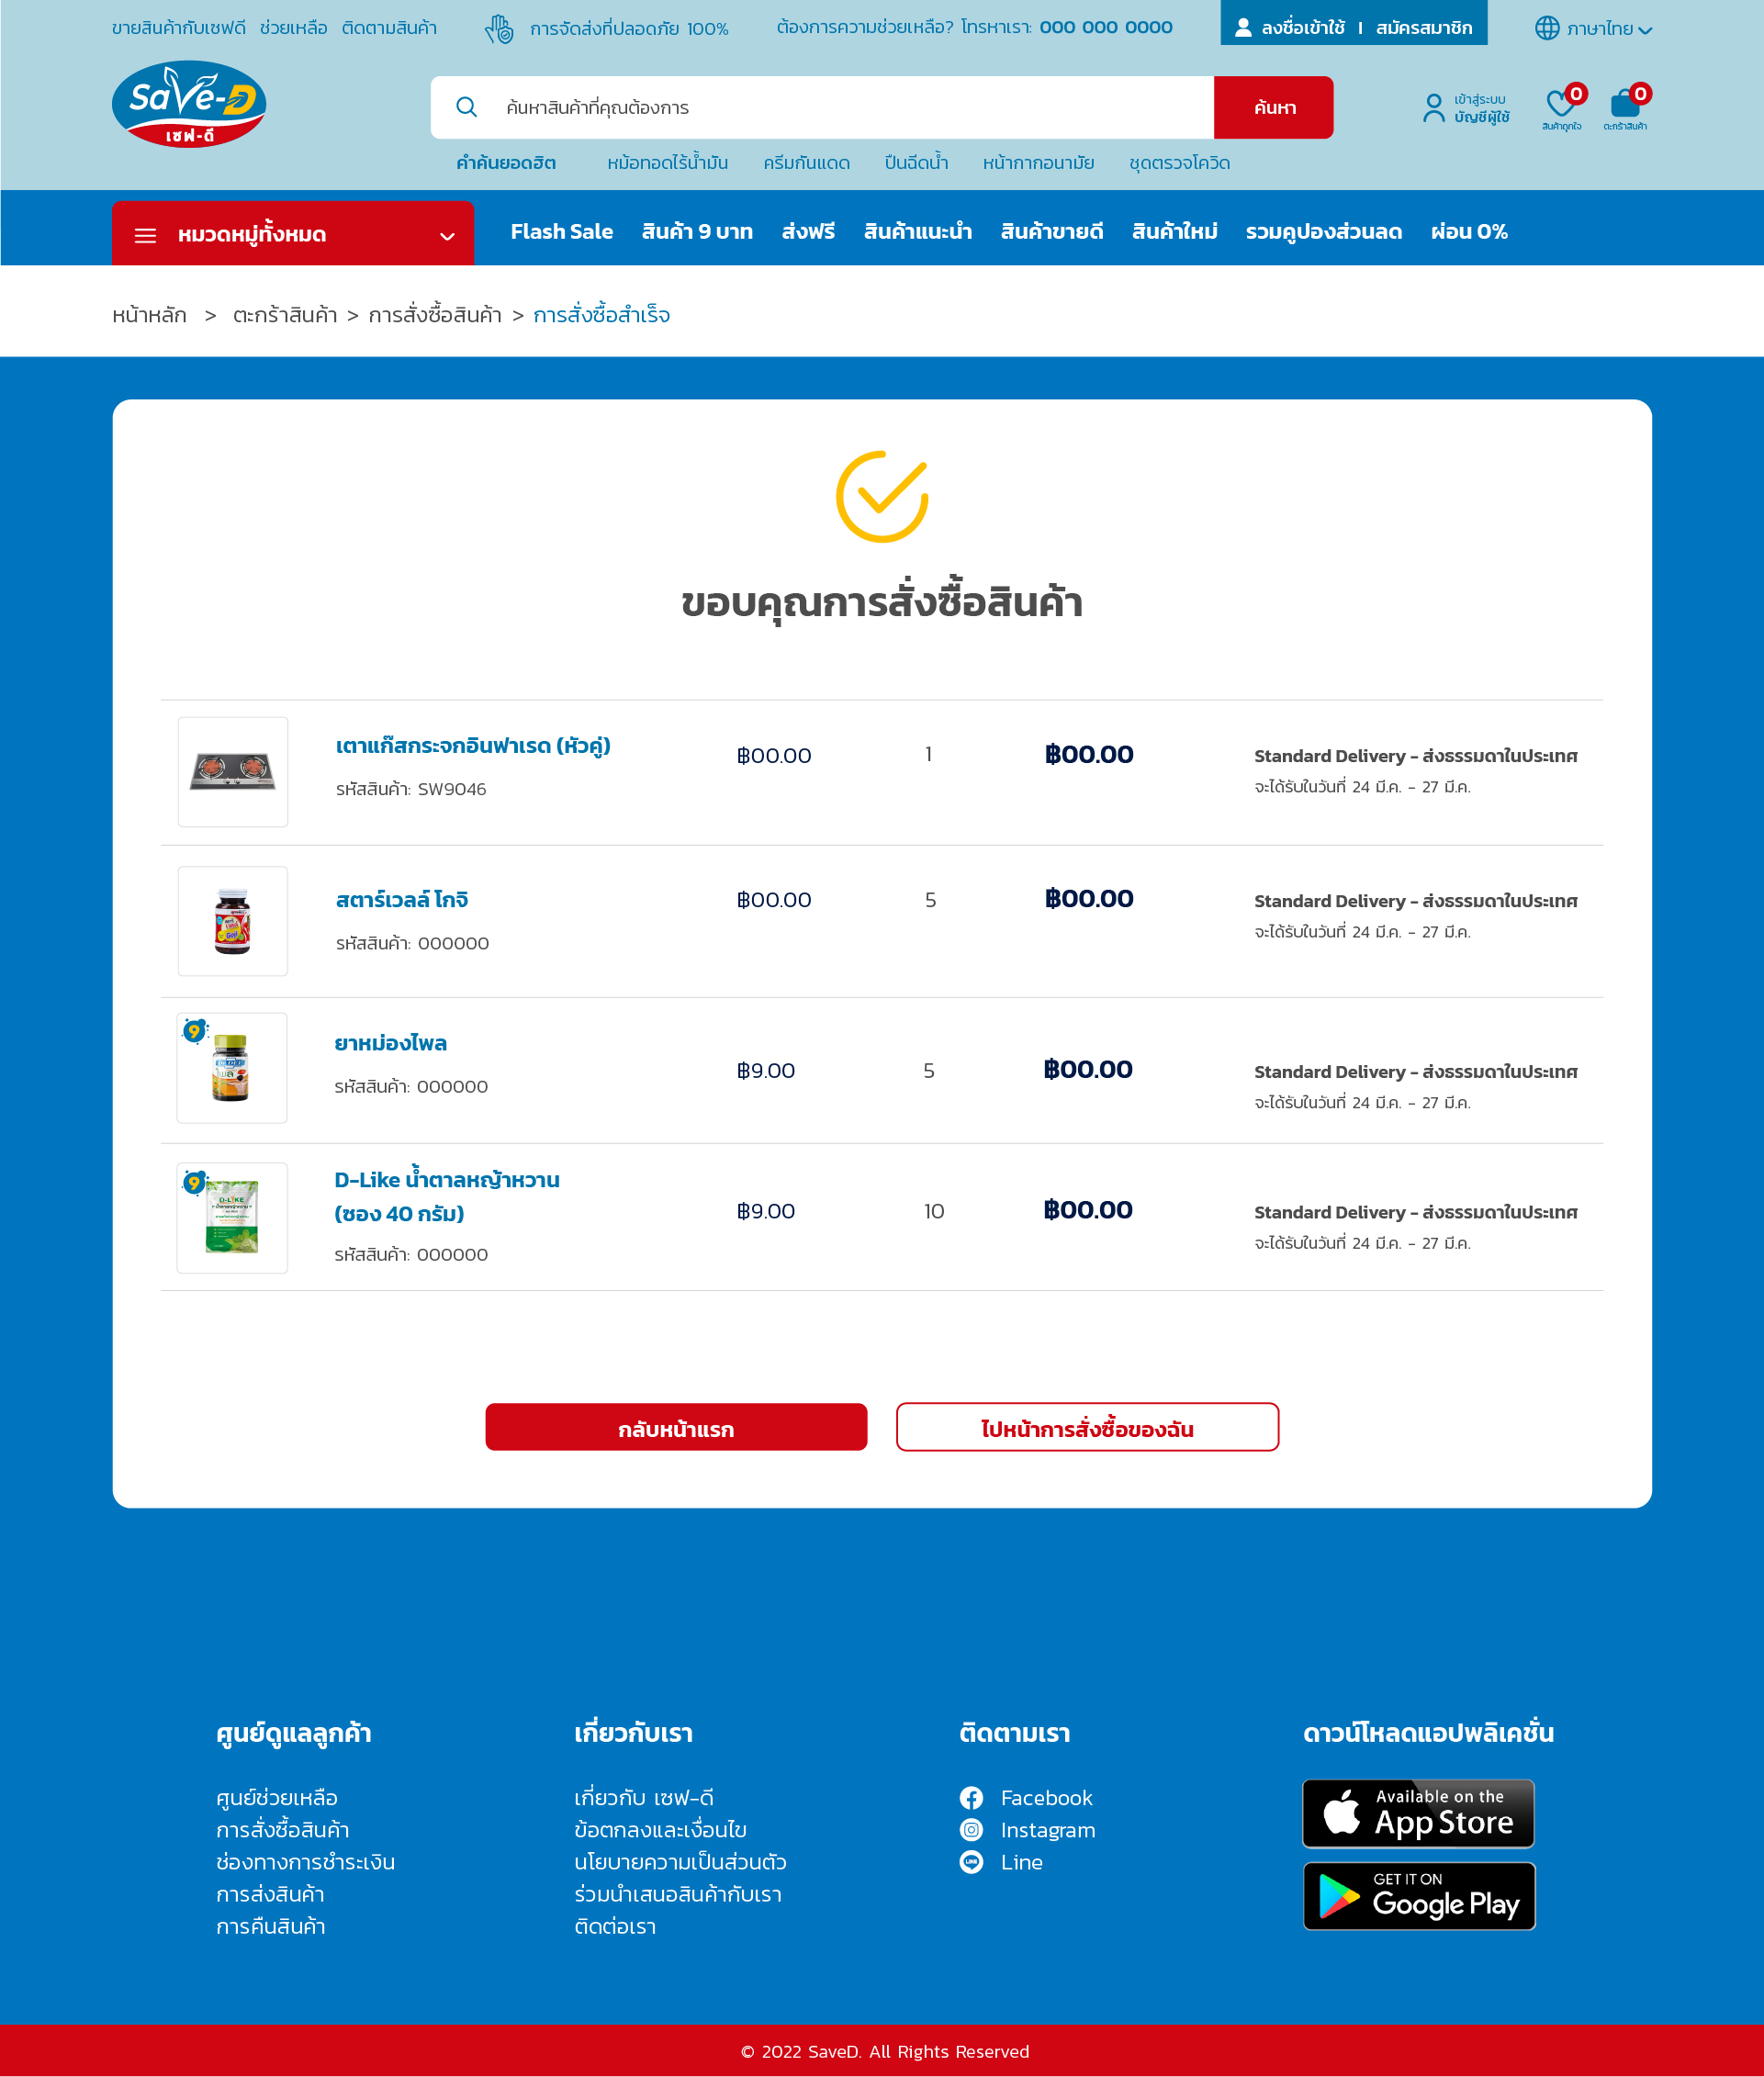 ขายสินค้ากับเซฟดี ช่วยเหลือ ติดตามสินค้า การจัดส่งที่ปลอดภัย 100% ต้องการความช่วยเหลือ? โทรหาเรา: 000 000 0000 ลงชื่อเข้าใช้ | สมัครสมาชิก ภาษาไทย
SaVe-D
เซฟ-ดี
ค้นหาสินค้าที่คุณต้องการ ค้นหา
เข้าสู่ระบบ
บัญชีผู้ใช้
0 0
สินค้าถูกใจ ตะกร้าสินค้า
คำค้นยอดฮิต หม้อทอดไร้น้ำมัน ครีมกันแดด ปืนฉีดน้ำ หน้ากากอนามัย ชุดตรวจโควิด
หมวดหมู่ทั้งหมด Flash Sale สินค้า 9 บาท ส่งฟรี สินค้าแนะนำ สินค้าขายดี สินค้าใหม่ รวมคูปองส่วนลด ผ่อน 0%
หน้าหลัก > ตะกร้าสินค้า > การสั่งซื้อสินค้า > การสั่งซื้อสำเร็จ
ขอบคุณการสั่งซื้อสินค้า
เตาแก๊สกระจกอินฟาเรด (หัวคู่) ฿00.00 1 ฿00.00 Standard Delivery - ส่งธรรมดาในประเทศ
รหัสสินค้า: SW9046 จะได้รับในวันที่ 24 มี.ค. - 27 มี.ค.
สตาร์เวลล์ โกจิ ฿00.00 5 ฿00.00 Standard Delivery - ส่งธรรมดาในประเทศ
รหัสสินค้า: 000000 จะได้รับในวันที่ 24 มี.ค. - 27 มี.ค.
Goji
9
ยาหม่องไพล ฿9.00 5 ฿00.00 Standard Delivery - ส่งธรรมดาในประเทศ
รหัสสินค้า: 000000 จะได้รับในวันที่ 24 มี.ค. - 27 มี.ค.
ไพล
9
D-LIKE
น้ำตาลหญ้าหวาน
D-Like น้ำตาลหญ้าหวาน
(ซอง 40 กรัม) ฿9.00 10 ฿00.00 Standard Delivery - ส่งธรรมดาในประเทศ
รหัสสินค้า: 000000 จะได้รับในวันที่ 24 มี.ค. - 27 มี.ค.
กลับหน้าแรก ไปหน้าการสั่งซื้อของฉัน
ศูนย์ดูแลลูกค้า
ศูนย์ช่วยเหลือ
การสั่งซื้อสินค้า
ช่องทางการชำระเงิน
การส่งสินค้า
การคืนสินค้า
เกี่ยวกับเรา
เกี่ยวกับ เซฟ-ดี
ข้อตกลงและเงื่อนไข
นโยบายความเป็นส่วนตัว
ร่วมนำเสนอสินค้ากับเรา
ติดต่อเรา
ติดตามเรา
Facebook
Instagram
LINE Line
ดาวน์โหลดแอปพลิเคชั่น
Available on the
App Store
GET IT ON
Google Play
© 2022 SaveD. All Rights Reserved